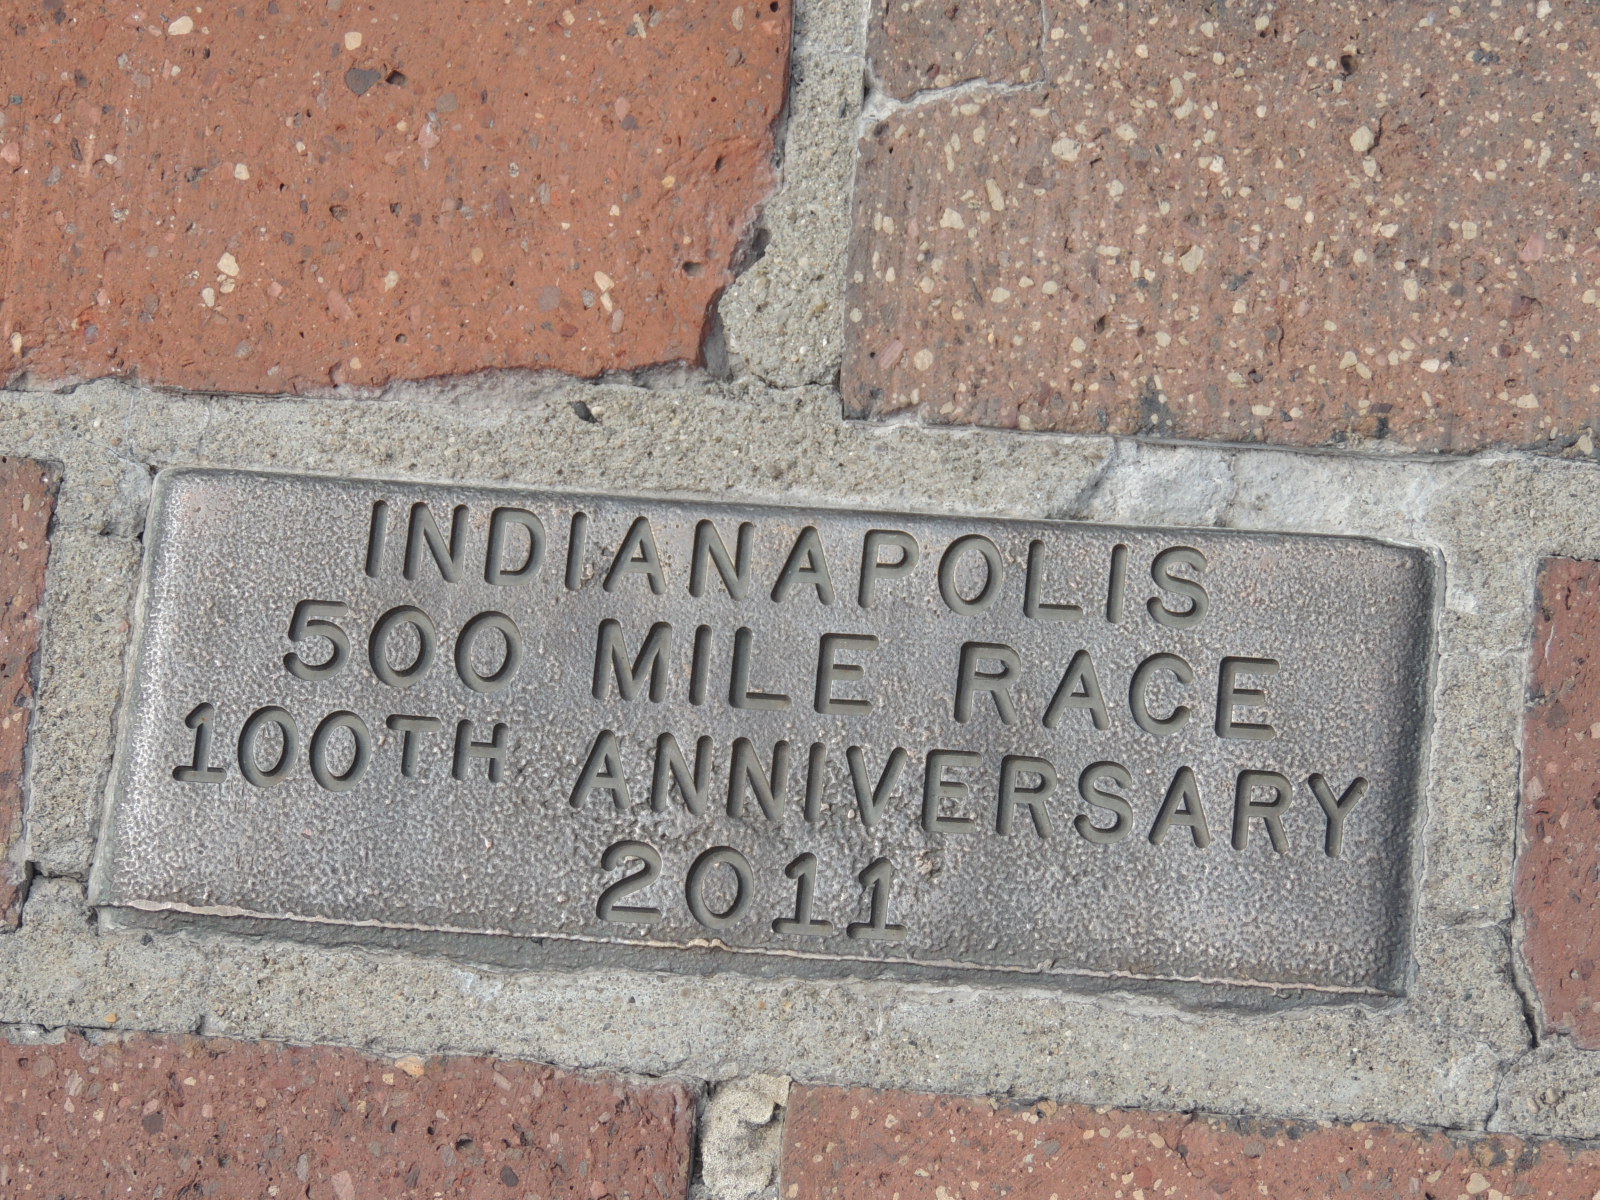 INDIANAPOLIS
500 MILE RACE
100TH ANNIVERSARY
2011